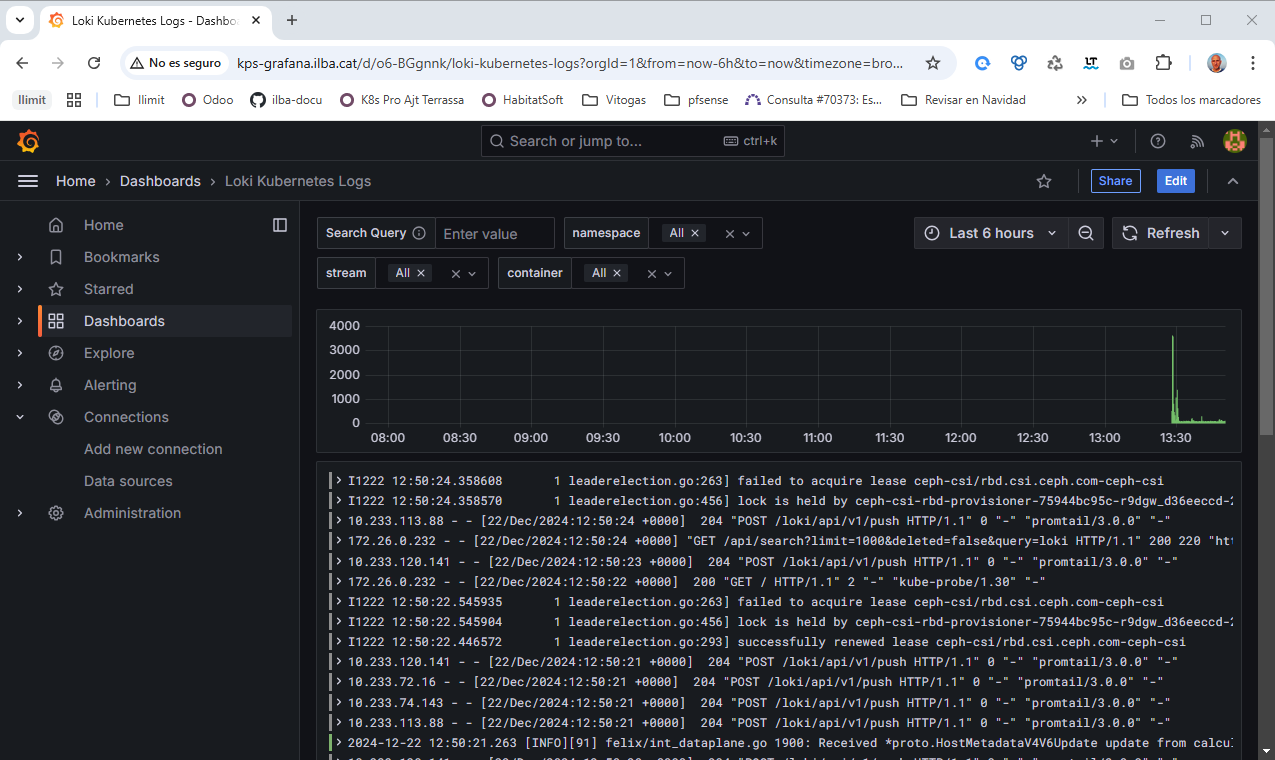 Loki Kubernetes Logs - Dashbo
No es seguro
kps-grafana.ilba.cat/d/o6-BGgnnk/loki-kubernetes-logs?orgId=1&from=now-6h&to=now&timezone=bro...
LT
Ilimit
Ilimit
Odoo
ilba-docu
K8s Pro Ajt Terrassa
HabitatSoft
Vitogas
pfsense
Consulta #70373: Es...
Revisar en Navidad
Todos los marcadores
Search or jump to...
ctrl+k
Home
Dashboards
Loki Kubernetes Logs
Share
Edit
Home
Bookmarks
Starred
Dashboards
Explore
Alerting
Connections
Add new connection
Data sources
Administration
Search Query
Enter value
namespace
All
Last 6 hours
Refresh
stream
All
container
All
4000
3000
2000
1000
0
08:00 08:30 09:00 09:30 10:00 10:30 11:00 11:30 12:00 12:30 13:00 13:30
I1222 12:50:24.358608 1 leaderelection.go:263] failed to acquire lease ceph-csi/rbd.csi.ceph.com-ceph-csi
I1222 12:50:24.358570 1 leaderelection.go:456] lock is held by ceph-csi-rbd-provisioner-75944bc95c-r9dgw_d36eeccd-2
10.233.113.88 - - [22/Dec/2024:12:50:24 +0000] 204 "POST /loki/api/v1/push HTTP/1.1" 0 "-" "promtail/3.0.0" "-"
172.26.0.232 - - [22/Dec/2024:12:50:24 +0000] "GET /api/search?limit=1000&deleted=false&query=loki HTTP/1.1" 200 220 "htt
10.233.120.141 - - [22/Dec/2024:12:50:23 +0000] 204 "POST /loki/api/v1/push HTTP/1.1" 0 "-" "promtail/3.0.0" "-"
172.26.0.232 - - [22/Dec/2024:12:50:22 +0000] 200 "GET / HTTP/1.1" 2 "-" "kube-probe/1.30" "-"
I1222 12:50:22.545935 1 leaderelection.go:263] failed to acquire lease ceph-csi/rbd.csi.ceph.com-ceph-csi
I1222 12:50:22.545904 1 leaderelection.go:456] lock is held by ceph-csi-rbd-provisioner-75944bc95c-r9dgw_d36eeccd-2
I1222 12:50:22.446572 1 leaderelection.go:293] successfully renewed lease ceph-csi/rbd.csi.ceph.com-ceph-csi
10.233.120.141 - - [22/Dec/2024:12:50:21 +0000] 204 "POST /loki/api/v1/push HTTP/1.1" 0 "-" "promtail/3.0.0" "-"
10.233.72.16 - - [22/Dec/2024:12:50:21 +0000] 204 "POST /loki/api/v1/push HTTP/1.1" 0 "-" "promtail/3.0.0" "-"
10.233.74.143 - - [22/Dec/2024:12:50:21 +0000] 204 "POST /loki/api/v1/push HTTP/1.1" 0 "-" "promtail/3.0.0" "-"
10.233.113.88 - - [22/Dec/2024:12:50:21 +0000] 204 "POST /loki/api/v1/push HTTP/1.1" 0 "-" "promtail/3.0.0" "-"
2024-12-22 12:50:21.263 [INFO][91] felix/int_dataplane.go 1900: Received *proto.HostMetadataV4V6Update update from calcul